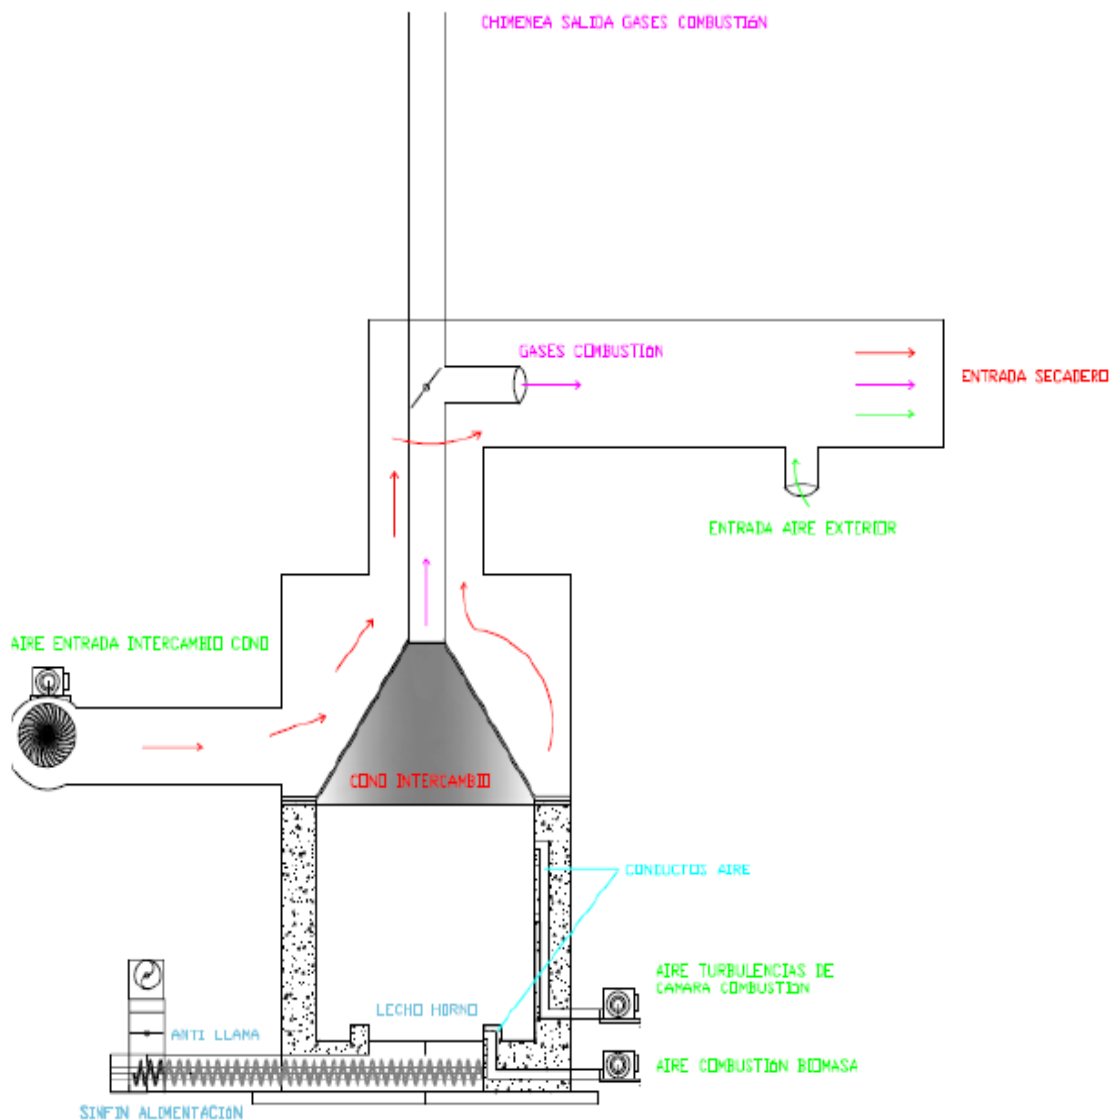 CHIMENEA SALIDA GASES COMBUSTIÓN
GASES COMBUSTIÓN
ENTRADA SECADERO
ENTRADA AIRE EXTERIOR
AIRE ENTRADA INTERCAMBIO CONO
CONO INTERCAMBIO
CONDUCTOS AIRE
AIRE TURBULENCIAS DE
CAMARA COMBUSTIÓN
LECHO HORNO
ANTI LLAMA
AIRE COMBUSTIÓN BIOMASA
SINFIN ALIMENTACIÓN